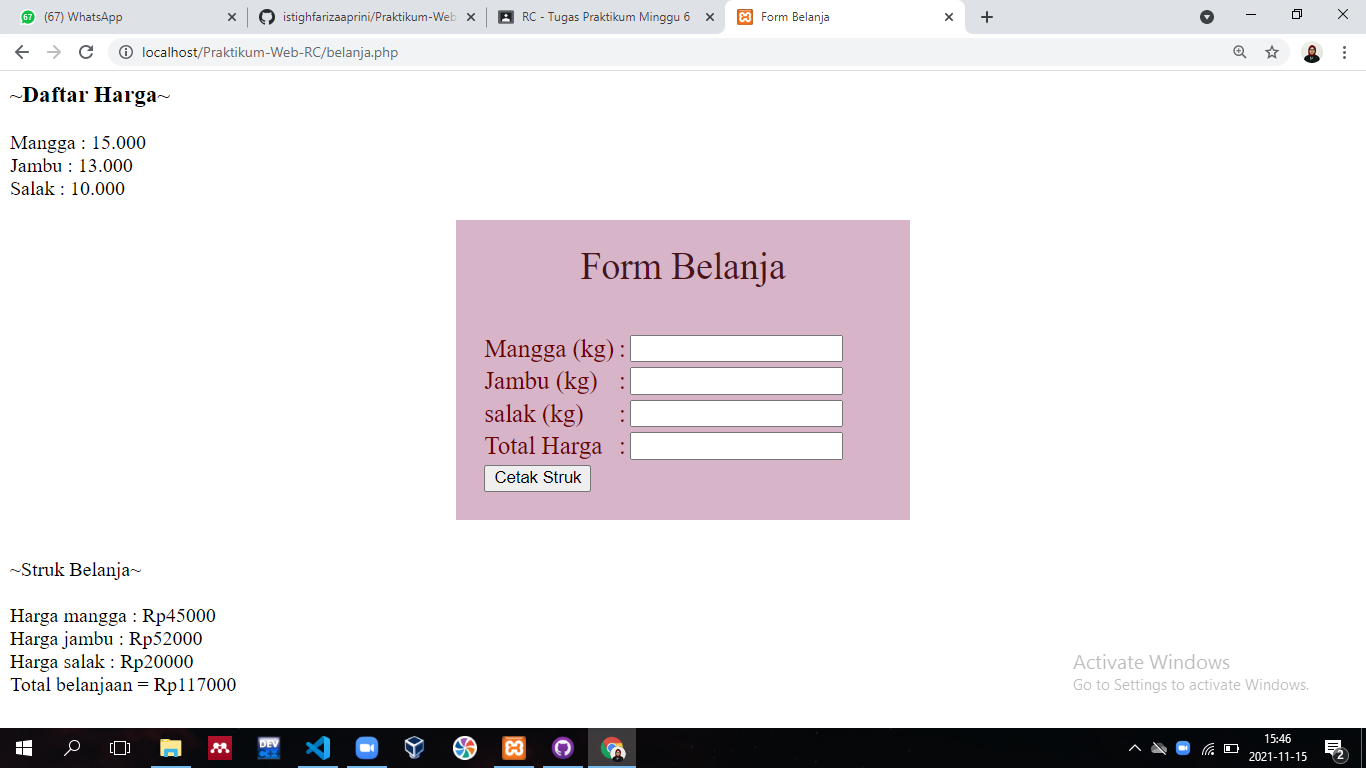 (67) WhatsApp
istighfarizaaprini/Praktikum-Web
RC - Tugas Praktikum Minggu 6
Form Belanja
localhost/Praktikum-Web-RC/belanja.php
~Daftar Harga~
Mangga : 15.000
Jambu : 13.000
Salak : 10.000
Form Belanja
Mangga (kg) :
Jambu (kg) :
salak (kg) :
Total Harga :
Cetak Struk
~Struk Belanja~
Harga mangga : Rp45000
Harga jambu : Rp52000
Harga salak : Rp20000
Total belanjaan = Rp117000
Activate Windows
Go to Settings to activate Windows.
DEV
15:46
2021-11-15
2